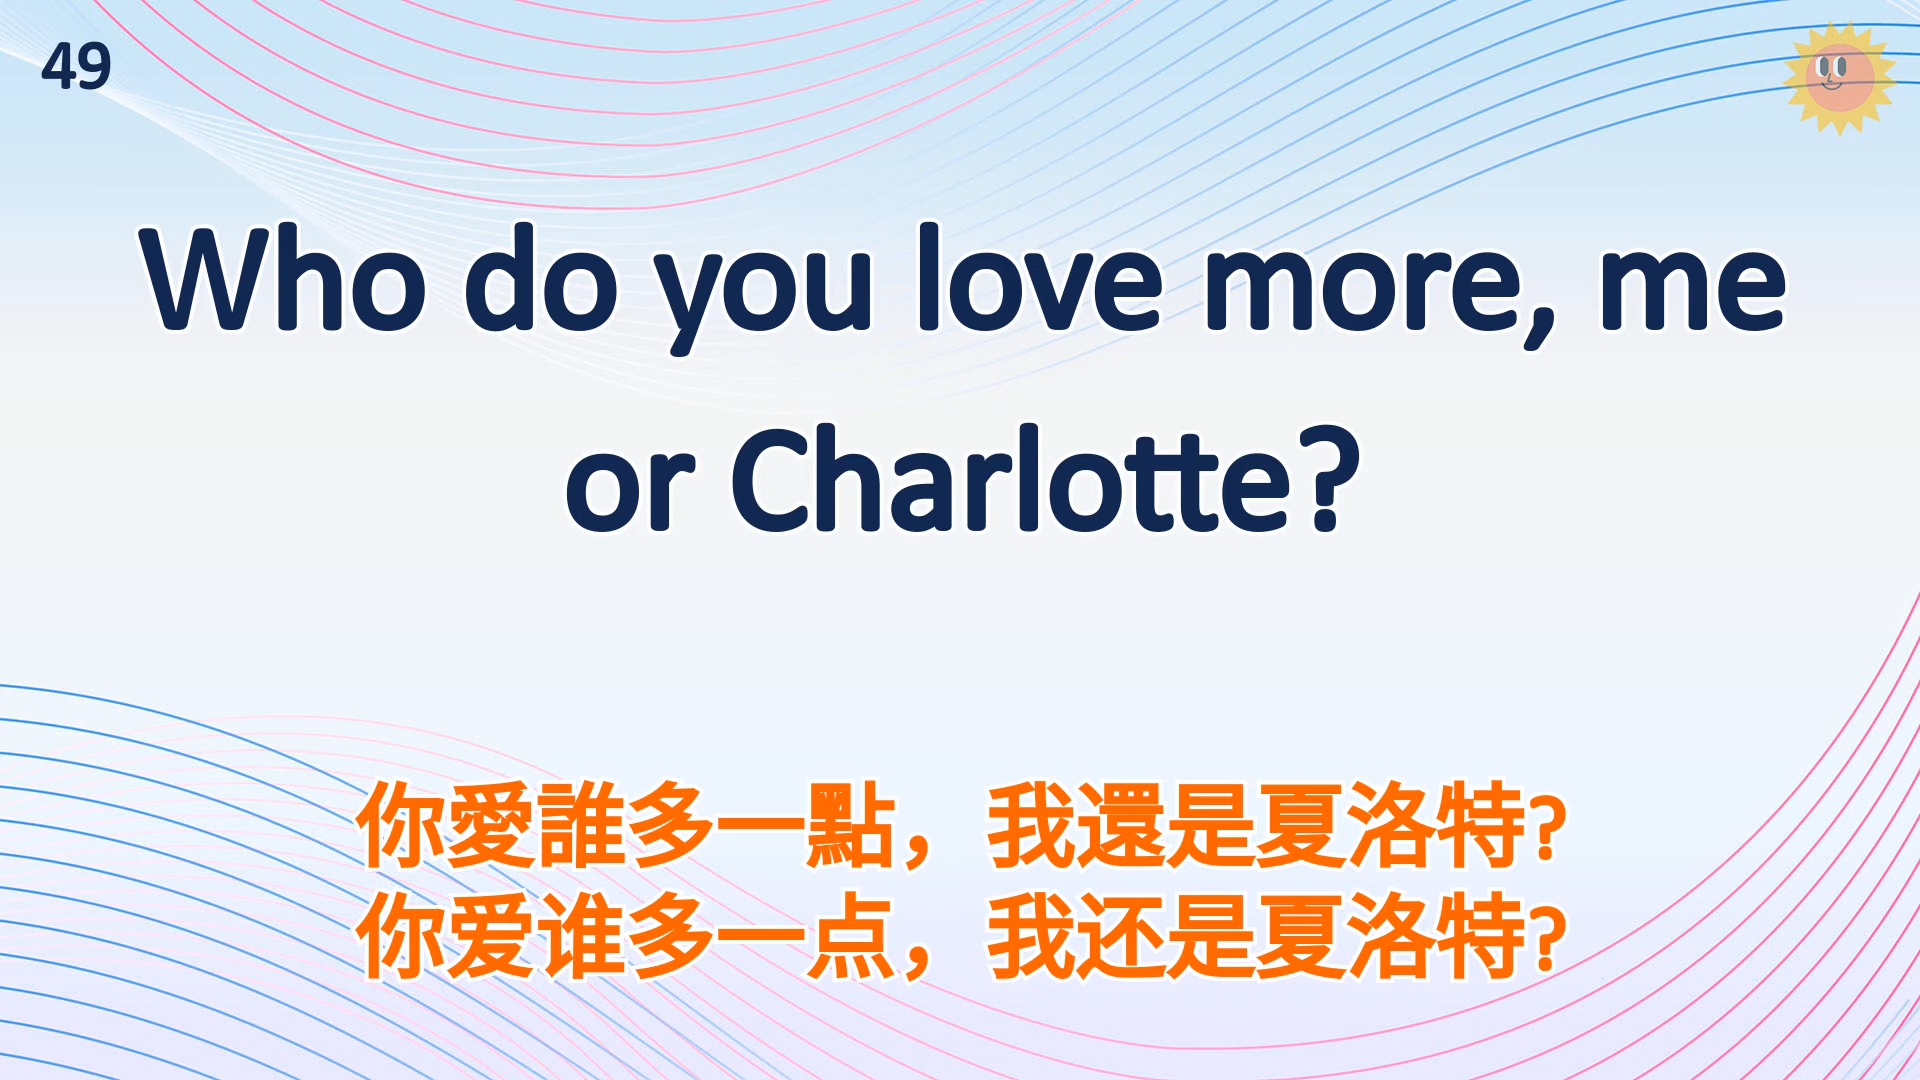 49
Who do you love more, me
or Charlotte?
你愛誰多一點，我還是夏洛特?
你爱谁多一点，我还是夏洛特?